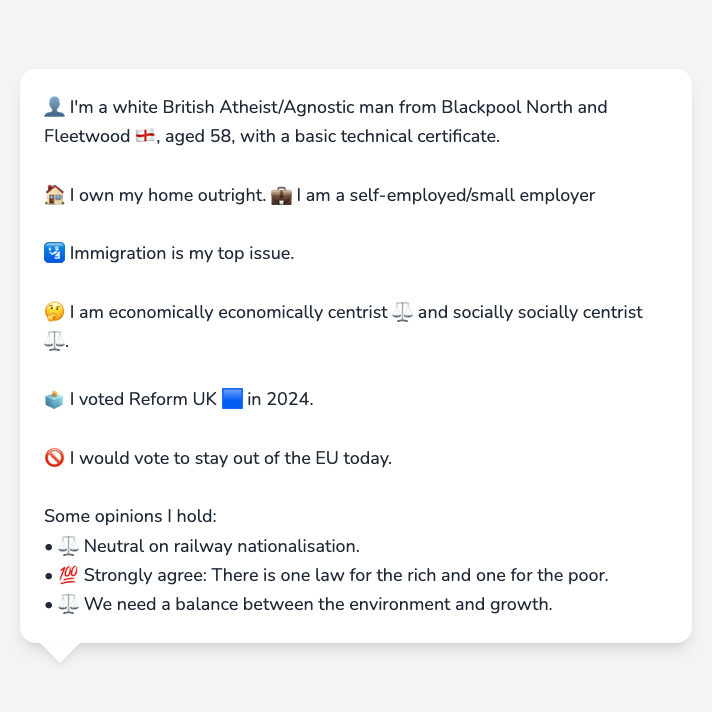 👤 I'm a white British Atheist/Agnostic man from Blackpool North and
Fleetwood 🏴󠁧󠁢󠁥󠁮󠁧󠁿, aged 58, with a basic technical certificate.
🏠 I own my home outright. 💼 I am a self-employed/small employer
🛂 Immigration is my top issue.
🤔 I am economically economically centrist ⚖️ and socially socially centrist
⚖️.
🗳️ I voted Reform UK 🟦 in 2024.
🚫 I would vote to stay out of the EU today.
Some opinions I hold:
• ⚖️ Neutral on railway nationalisation.
• 💯 Strongly agree: There is one law for the rich and one for the poor.
• ⚖️ We need a balance between the environment and growth.